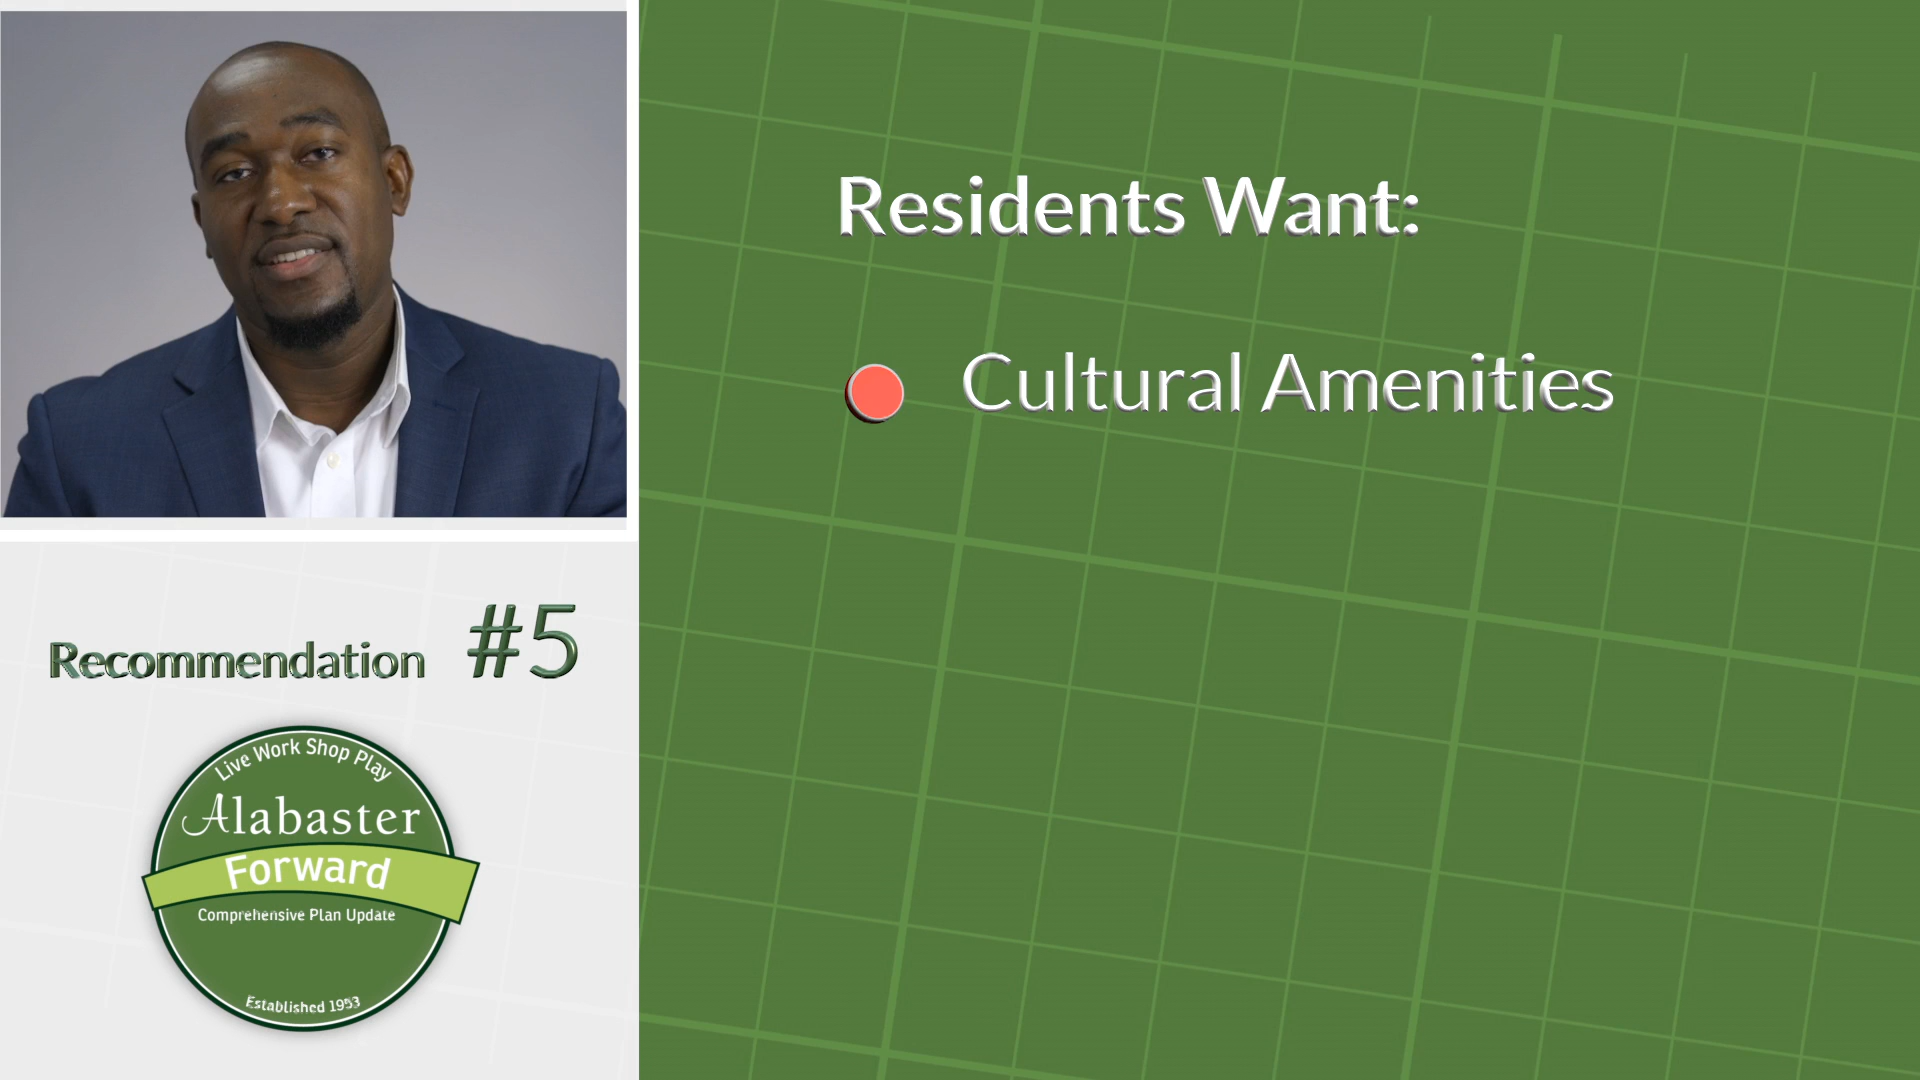 Residents Want:
Cultural Amenities
Recommendation #5
Live Work Shop Play
Alabaster
Forward
Comprehensive Plan Update
Established 1953